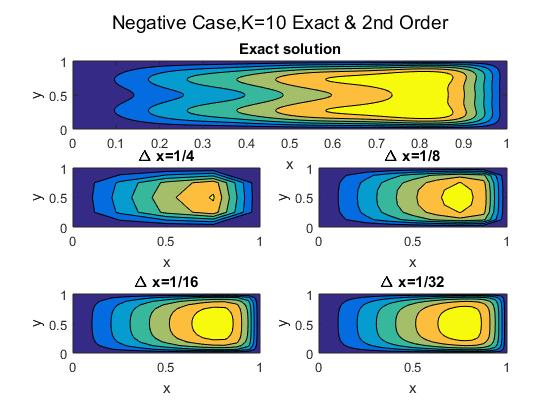 Negative Case,K=10 Exact & 2nd Order
Exact solution
y
1
0.5
0
0 0.1 0.2 0.3 0.4 0.5 0.6 0.7 0.8 0.9 1
x
Δ x=1/4
y
1
0.5
0
0 0.5 1
x
Δ x=1/8
y
1
0.5
0
0 0.5 1
x
Δ x=1/16
y
1
0.5
0
0 0.5 1
x
Δ x=1/32
y
1
0.5
0
0 0.5 1
x